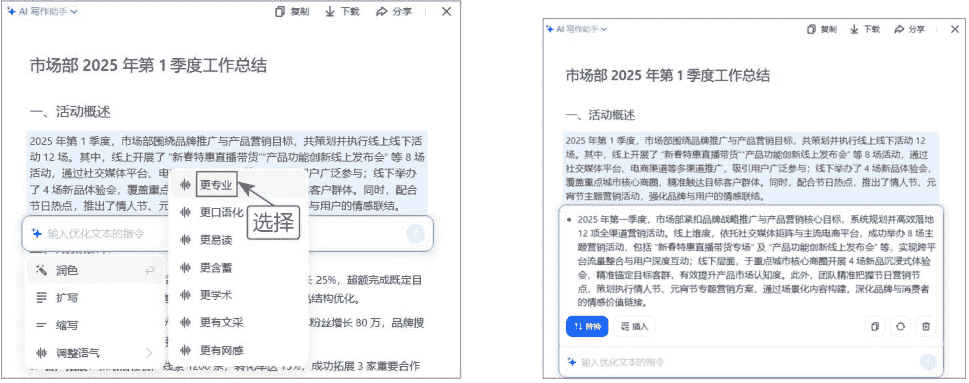 AI 写作助手
复制
下载
分享
市场部 2025 年第 1 季度工作总结
一、活动概述
2025 年第 1 季度，市场部围绕品牌推广与产品营销目标，共策划并执行线上线下活
动 12 场。其中，线上开展了 “新春特惠直播带货”“产品功能创新线上发布会” 等 8 场
活动，通过社交媒体平台、电
户广泛参与；线下举办
了 4 场新品体验会，覆盖重点
标客户群体。同时，配合
节日热点，推出了情人节、元
与用户的情感联结。
输入优化文本的指令
润色
扩写
缩写
调整语气
更专业
更口语化
更易读
更含蓄
更学术
更有文采
更有网感
选择
长 25%，超额完成既定目
品结构优化。
粉丝增长 80 万，品牌搜
线索 1200 条，转化率达 15%，成功拓展 3 家重要合作
AI 写作助手
复制
下载
分享
市场部 2025 年第 1 季度工作总结
一、活动概述
2025 年第 1 季度，市场部围绕品牌推广与产品营销目标，共策划并执行线上线下活动 12
场。其中，线上开展了 “新春特惠直播带货”“产品功能创新线上发布会” 等 8 场活动，通过
社交媒体平台、电商渠道等多渠道推广，吸引用户广泛参与；线下举办了 4 场新品体验会，
覆盖重点城市核心商圈，精准触达目标客户群体。同时，配合节日热点，推出了情人节、元
宵节主题营销活动，强化品牌与用户的情感联结。
2025 年第一季度，市场部紧扣品牌战略推广与产品营销核心目标，系统规划并高效落地
12 项全渠道营销活动。线上维度，依托社交媒体矩阵与主流电商平台，成功举办 8 场主
题营销活动，包括 “新春特惠直播带货专场” 及 “产品功能创新线上发布会” 等，实现跨平
台流量整合与用户深度互动；线下层面，于重点城市核心商圈开展 4 场新品沉浸式体验
会，精准锚定目标客群，有效提升产品市场认知度。此外，团队精准把握节日营销节
点，策划执行情人节、元宵节专题营销方案，通过场景化内容构建，深化品牌与消费者
的情感价值链接。
替换
插入
输入优化文本的指令